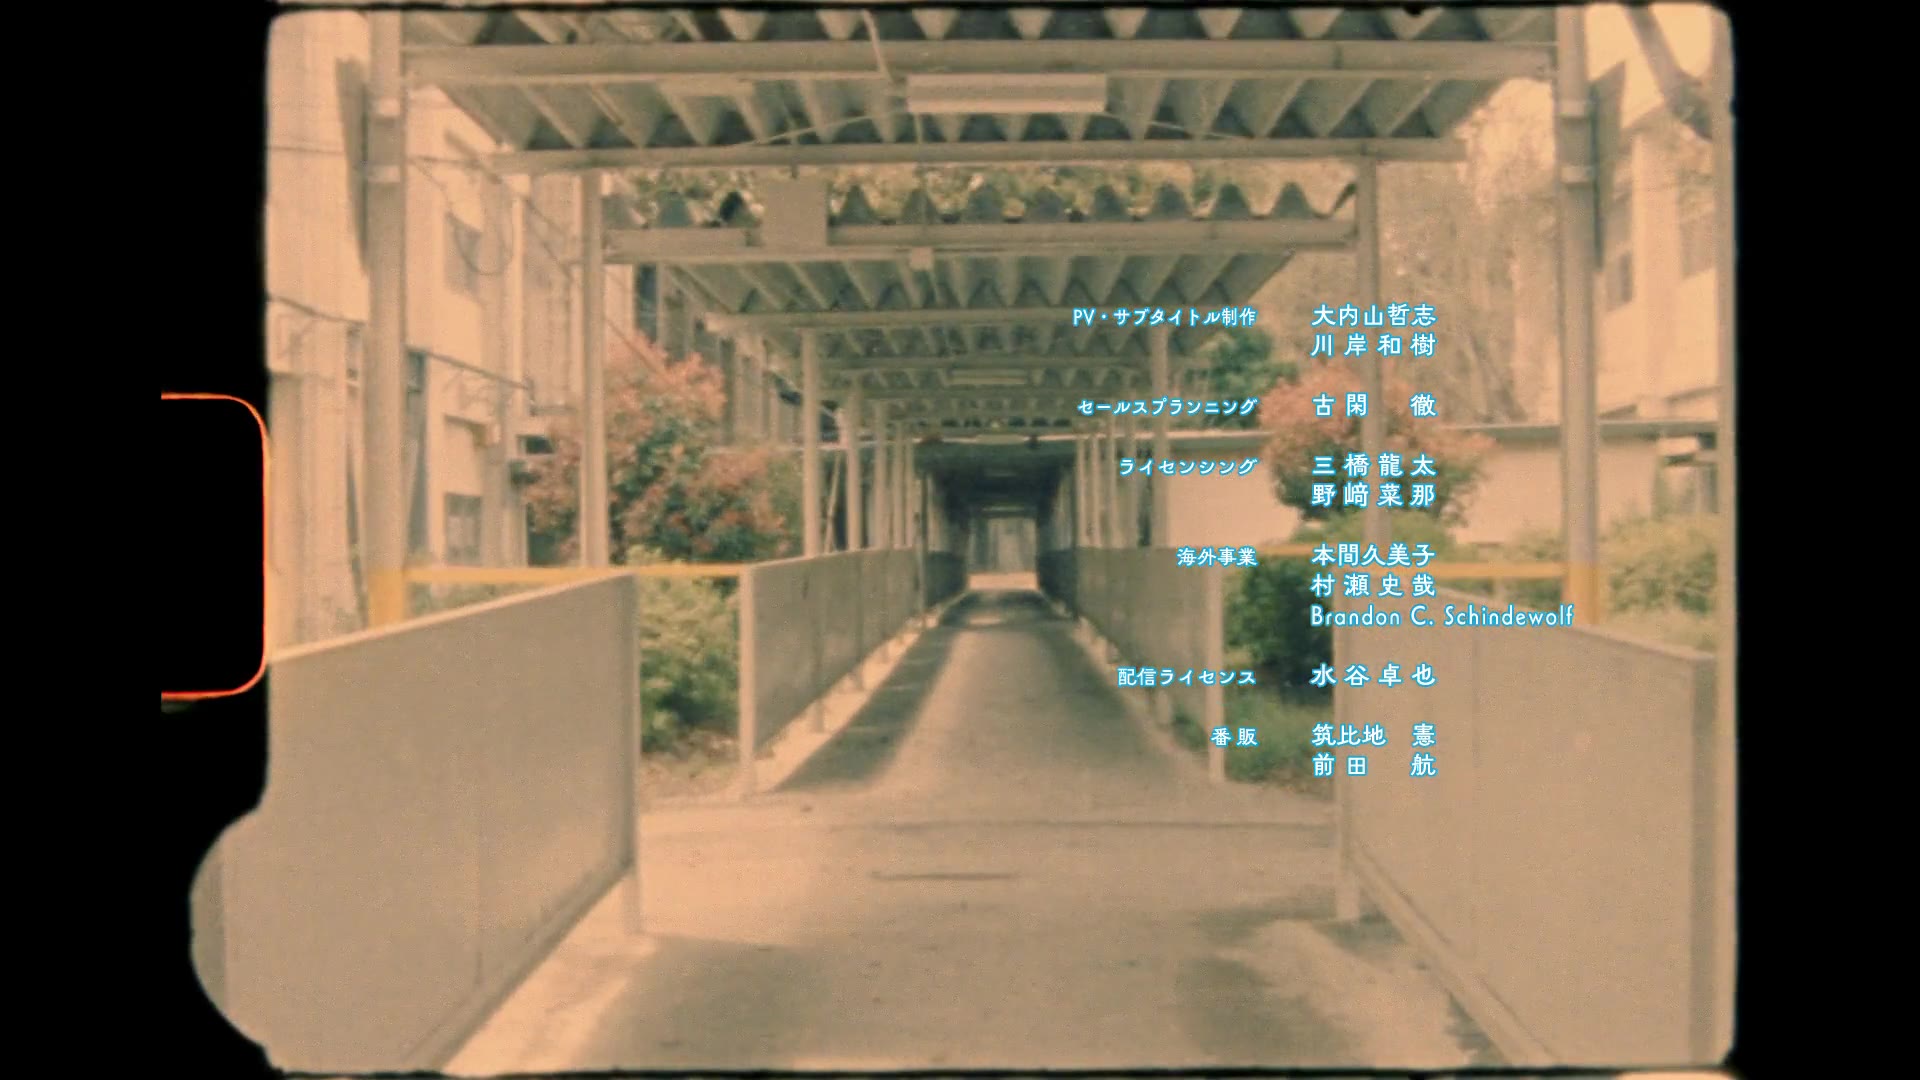 PV・サブタイトル制作 大内山哲志
川岸和樹
セールスプランニング 古閑 徹
ライセンシング 三橋龍太
野﨑菜那
海外事業 本間久美子
村瀬史哉
Brandon C. Schindewolf
配信ライセンス 水谷卓也
番販 筑比地 憲
前田 航